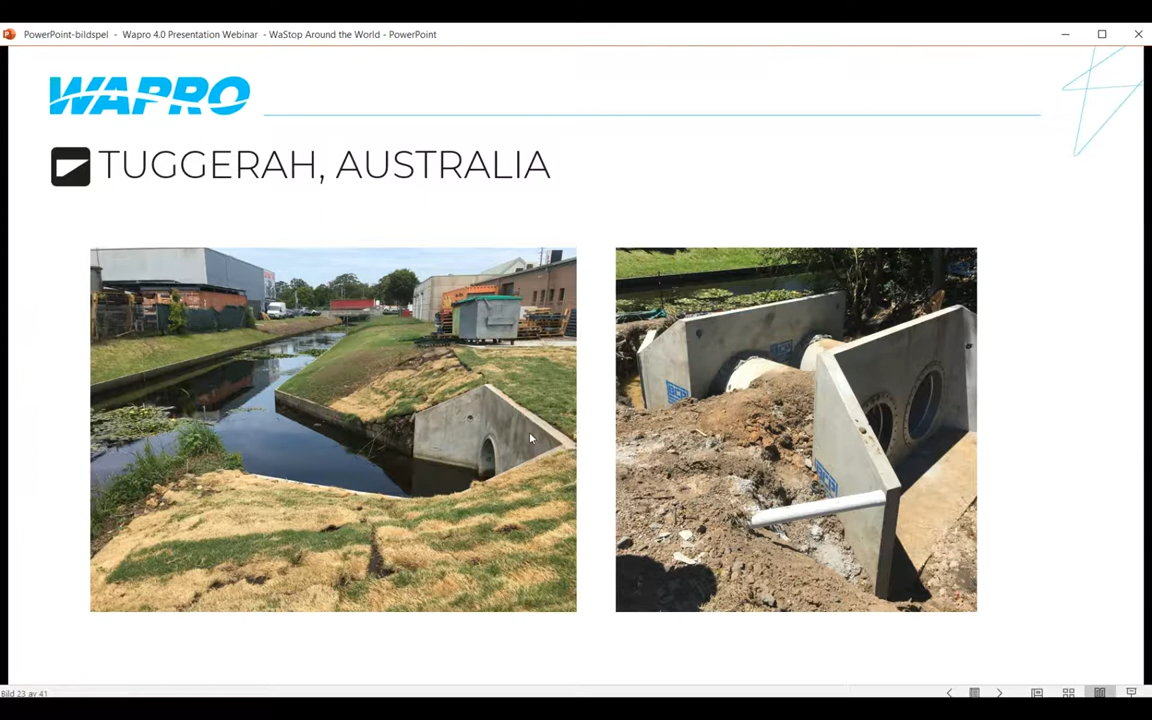 PowerPoint-bildspel - Wapro 4.0 Presentation Webinar - WaStop Around the World - PowerPoint
WAPRO
TUGGERAH, AUSTRALIA
Bild 23 av 41